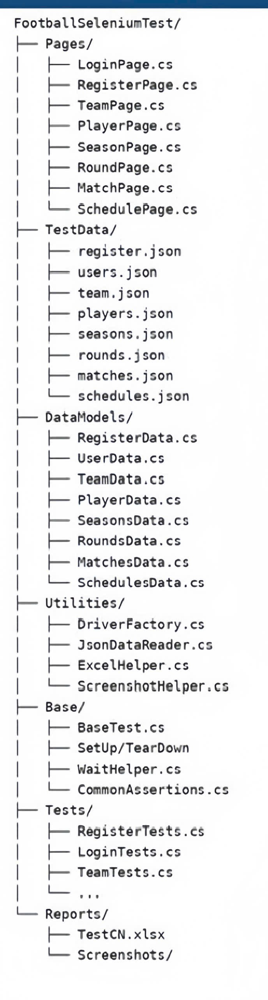 FootballSeleniumTest/
├── Pages/
│   ├── LoginPage.cs
│   ├── RegisterPage.cs
│   ├── TeamPage.cs
│   ├── PlayerPage.cs
│   ├── SeasonPage.cs
│   ├── RoundPage.cs
│   ├── MatchPage.cs
│   └── SchedulePage.cs
├── TestData/
│   ├── register.json
│   ├── users.json
│   ├── team.json
│   ├── players.json
│   ├── seasons.json
│   ├── rounds.json
│   ├── matches.json
│   └── schedules.json
├── DataModels/
│   ├── RegisterData.cs
│   ├── UserData.cs
│   ├── TeamData.cs
│   ├── PlayerData.cs
│   ├── SeasonsData.cs
│   ├── RoundsData.cs
│   ├── MatchesData.cs
│   └── SchedulesData.cs
├── Utilities/
│   ├── DriverFactory.cs
│   ├── JsonDataReader.cs
│   ├── ExcelHelper.cs
│   └── ScreenshotHelper.cs
├── Base/
│   ├── BaseTest.cs
│   ├── SetUp/TearDown
│   ├── WaitHelper.cs
│   └── CommonAssertions.cs
├── Tests/
│   ├── RegisterTests.cs
│   ├── LoginTests.cs
│   ├── TeamTests.cs
│   └── ...
└── Reports/
    ├── TestCN.xlsx
    └── Screenshots/